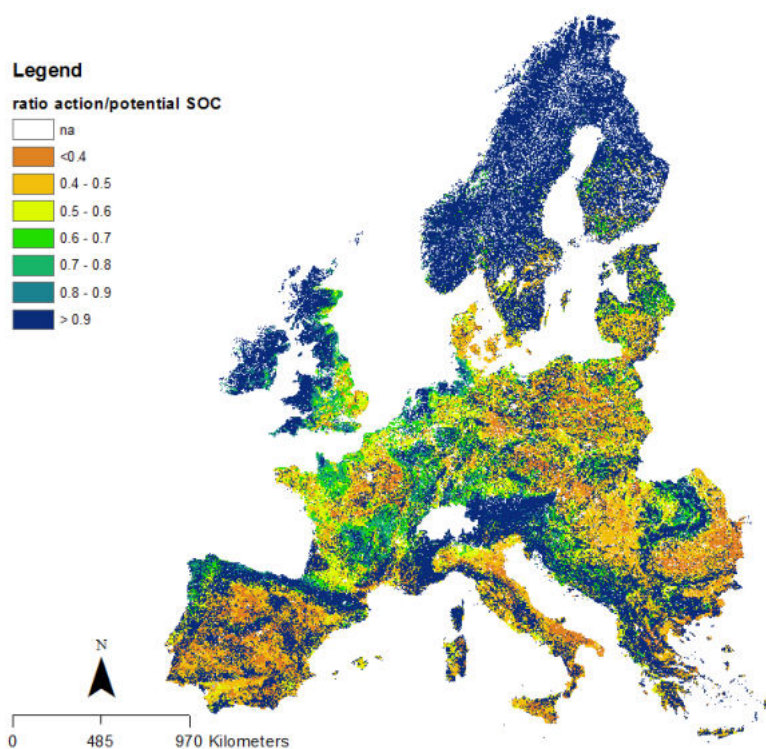 Legend
ratio action/potential SOC
na
<0.4
0.4 - 0.5
0.5 - 0.6
0.6 - 0.7
0.7 - 0.8
0.8 - 0.9
> 0.9
N
0 485 970 Kilometers